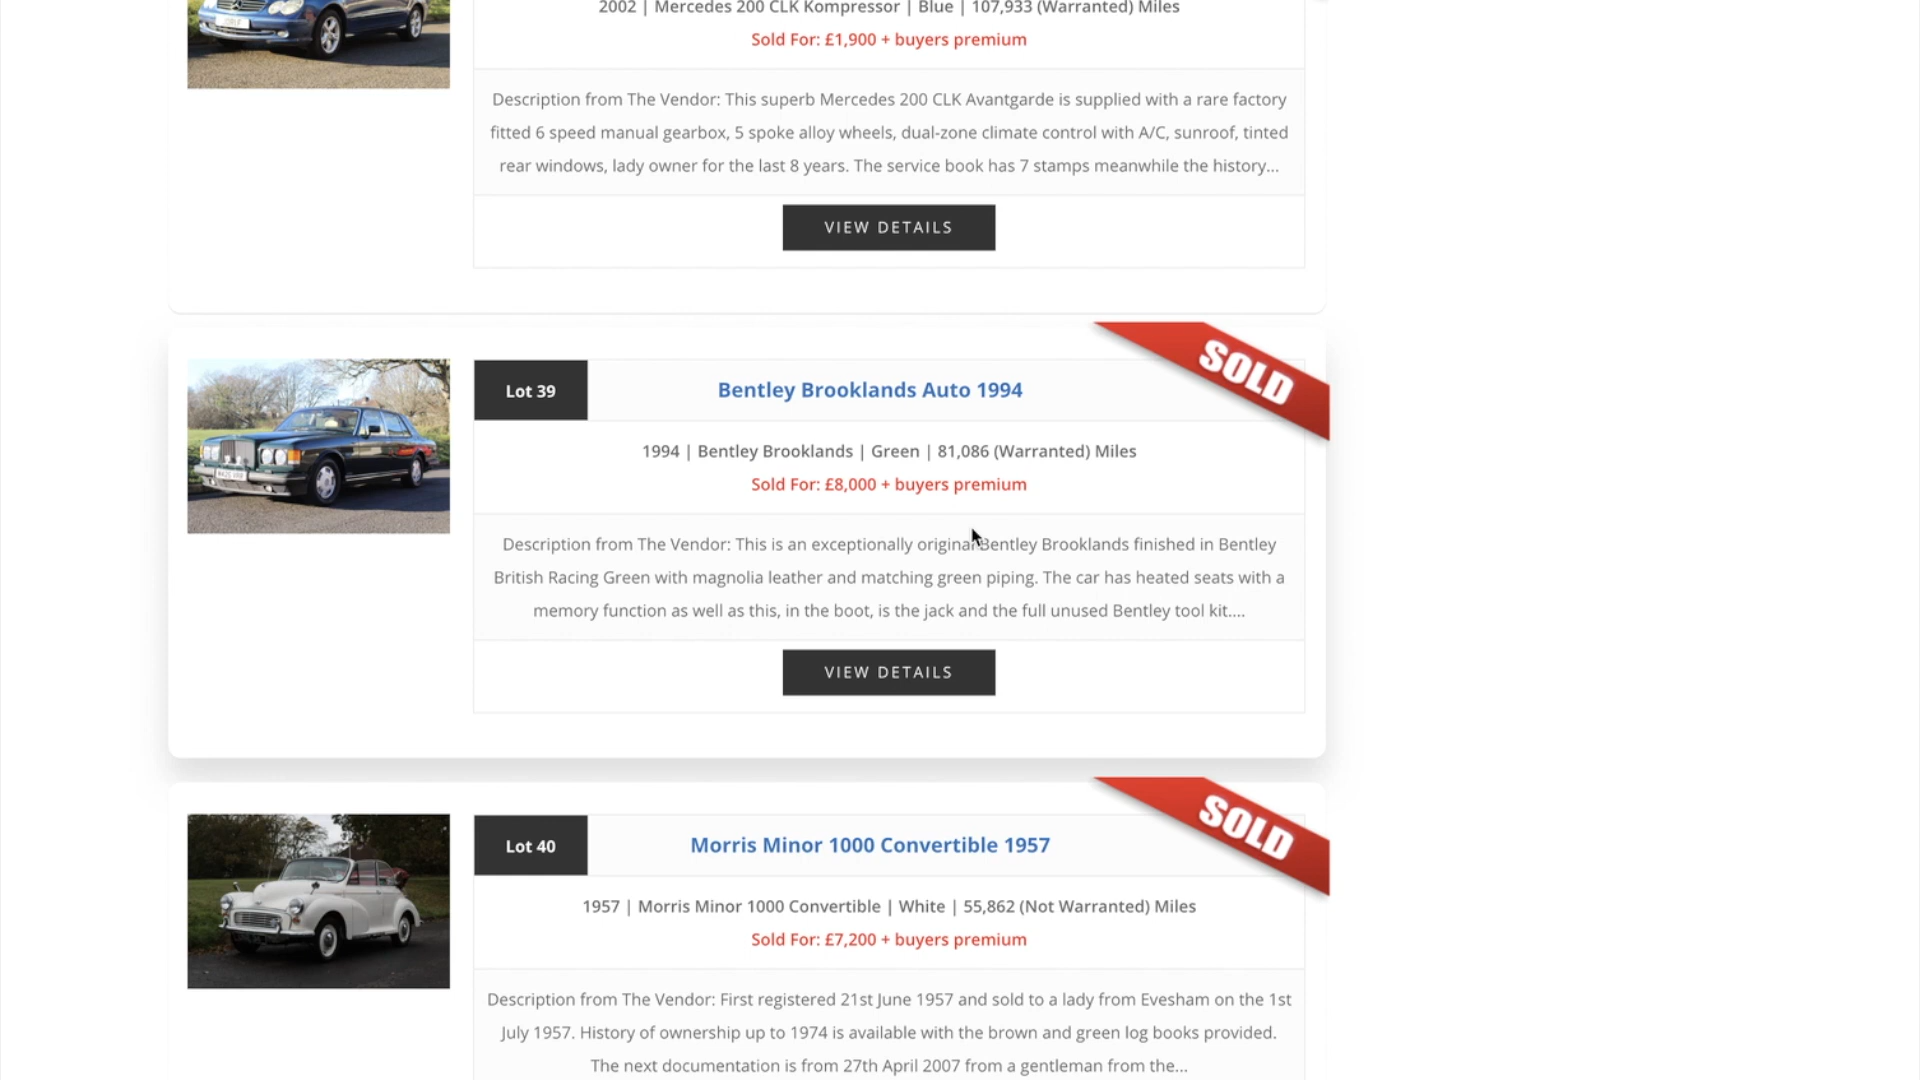 2002 | Mercedes 200 CLK Kompressor | Blue | 107,933 (Warranted) Miles
Sold For: £1,900 + buyers premium
Description from The Vendor: This superb Mercedes 200 CLK Avantgarde is supplied with a rare factory
fitted 6 speed manual gearbox, 5 spoke alloy wheels, dual-zone climate control with A/C, sunroof, tinted
rear windows, lady owner for the last 8 years. The service book has 7 stamps meanwhile the history...
VIEW DETAILS
SOLD
Lot 39
Bentley Brooklands Auto 1994
1994 | Bentley Brooklands | Green | 81,086 (Warranted) Miles
Sold For: £8,000 + buyers premium
Description from The Vendor: This is an exceptionally original Bentley Brooklands finished in Bentley
British Racing Green with magnolia leather and matching green piping. The car has heated seats with a
memory function as well as this, in the boot, is the jack and the full unused Bentley tool kit....
VIEW DETAILS
SOLD
Lot 40
Morris Minor 1000 Convertible 1957
1957 | Morris Minor 1000 Convertible | White | 55,862 (Not Warranted) Miles
Sold For: £7,200 + buyers premium
Description from The Vendor: First registered 21st June 1957 and sold to a lady from Evesham on the 1st
July 1957. History of ownership up to 1974 is available with the brown and green log books provided.
The next documentation is from 27th April 2007 from a gentleman from the...